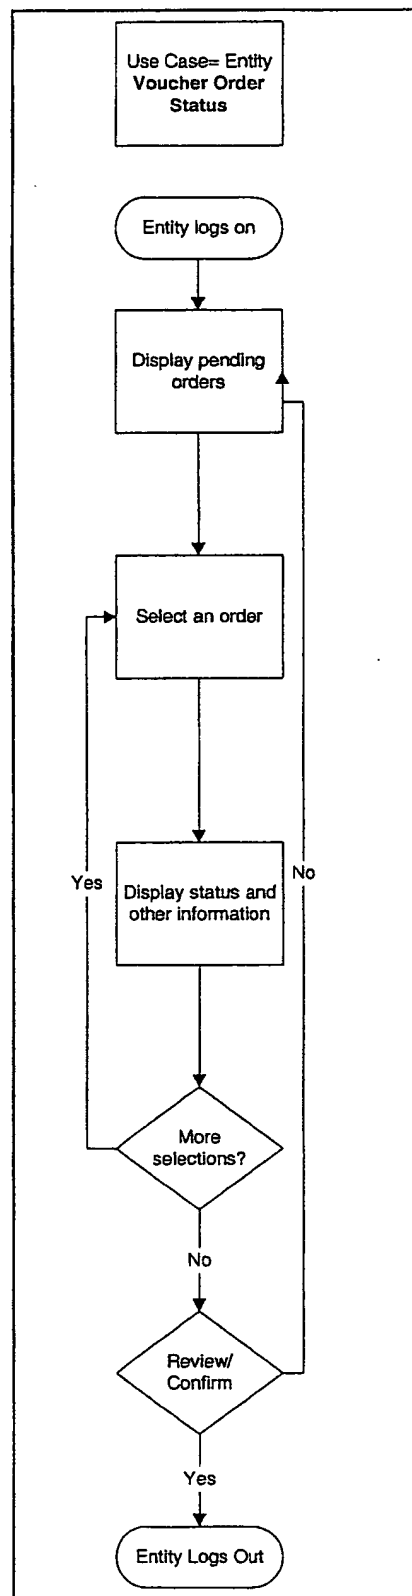 Use Case= Entity
Voucher Order
Status
Entity logs on
Display pending
orders
Select an order
Yes
Display status and
other information
No
More
selections?
No
Review/
Confirm
Yes
Entity Logs Out